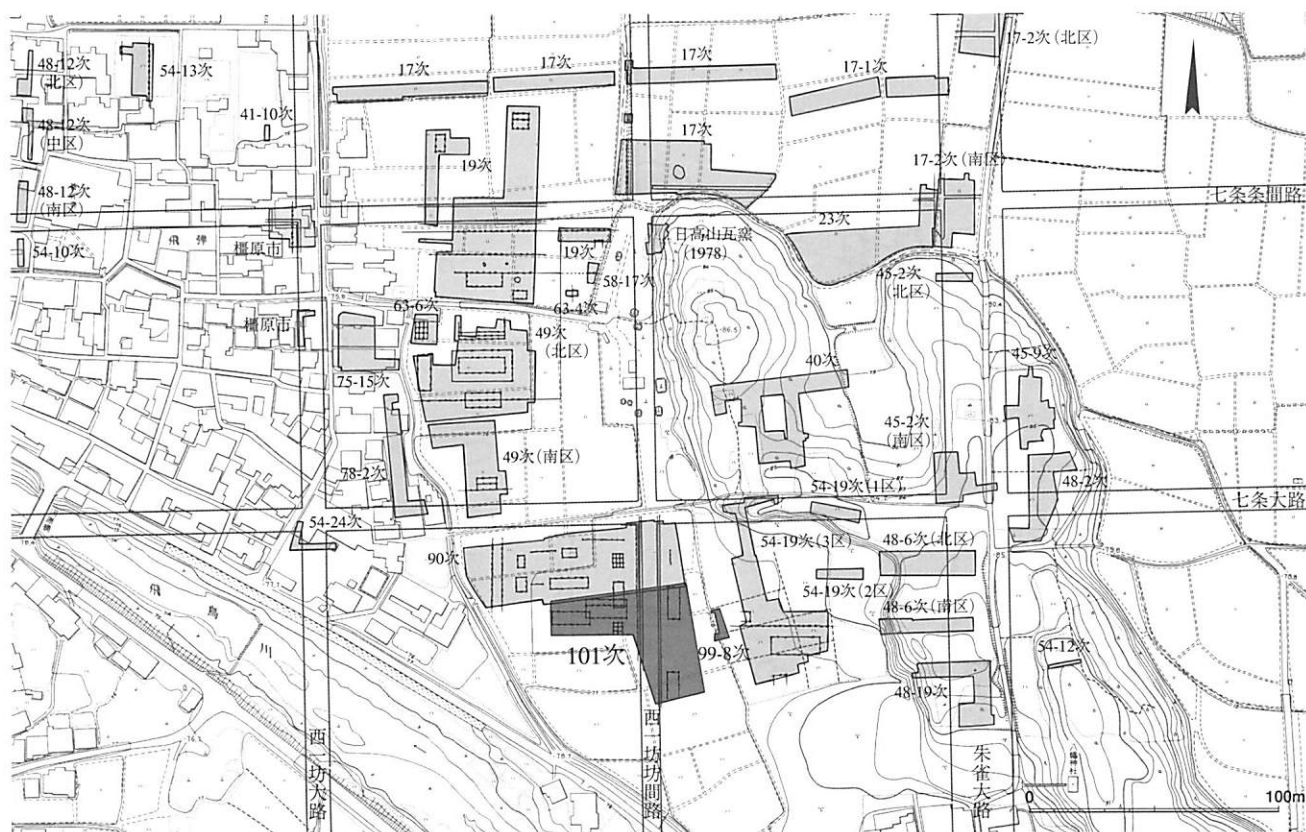 17-2次(北区)
48-12次
(北区)
54-13次
17次
17次
17次
17-1次
41-10次
48-12次
(中区)
17次
19次
17-2次(南区)
48-12次
(南区)
七条条間路
飛弾
橿原市
23次
54-10次
19次
日高山瓦窯
(1978)
58-17次
45-2次
(北区)
63-6次
63-4次
橿原市
49次
(北区)
45-9次
75-15次
40次
45-2次
(南区)
49次(南区)
78-2次
54-19次(1区)
48-2次
七条大路
54-24次
90次
54-19次(3区)
48-6次(北区)
54-19次(2区)
48-6次(南区)
飛鳥川
101次
99-8次
54-12次
48-19次
西一坊大路
西一坊坊間路
朱雀大路
0
100m